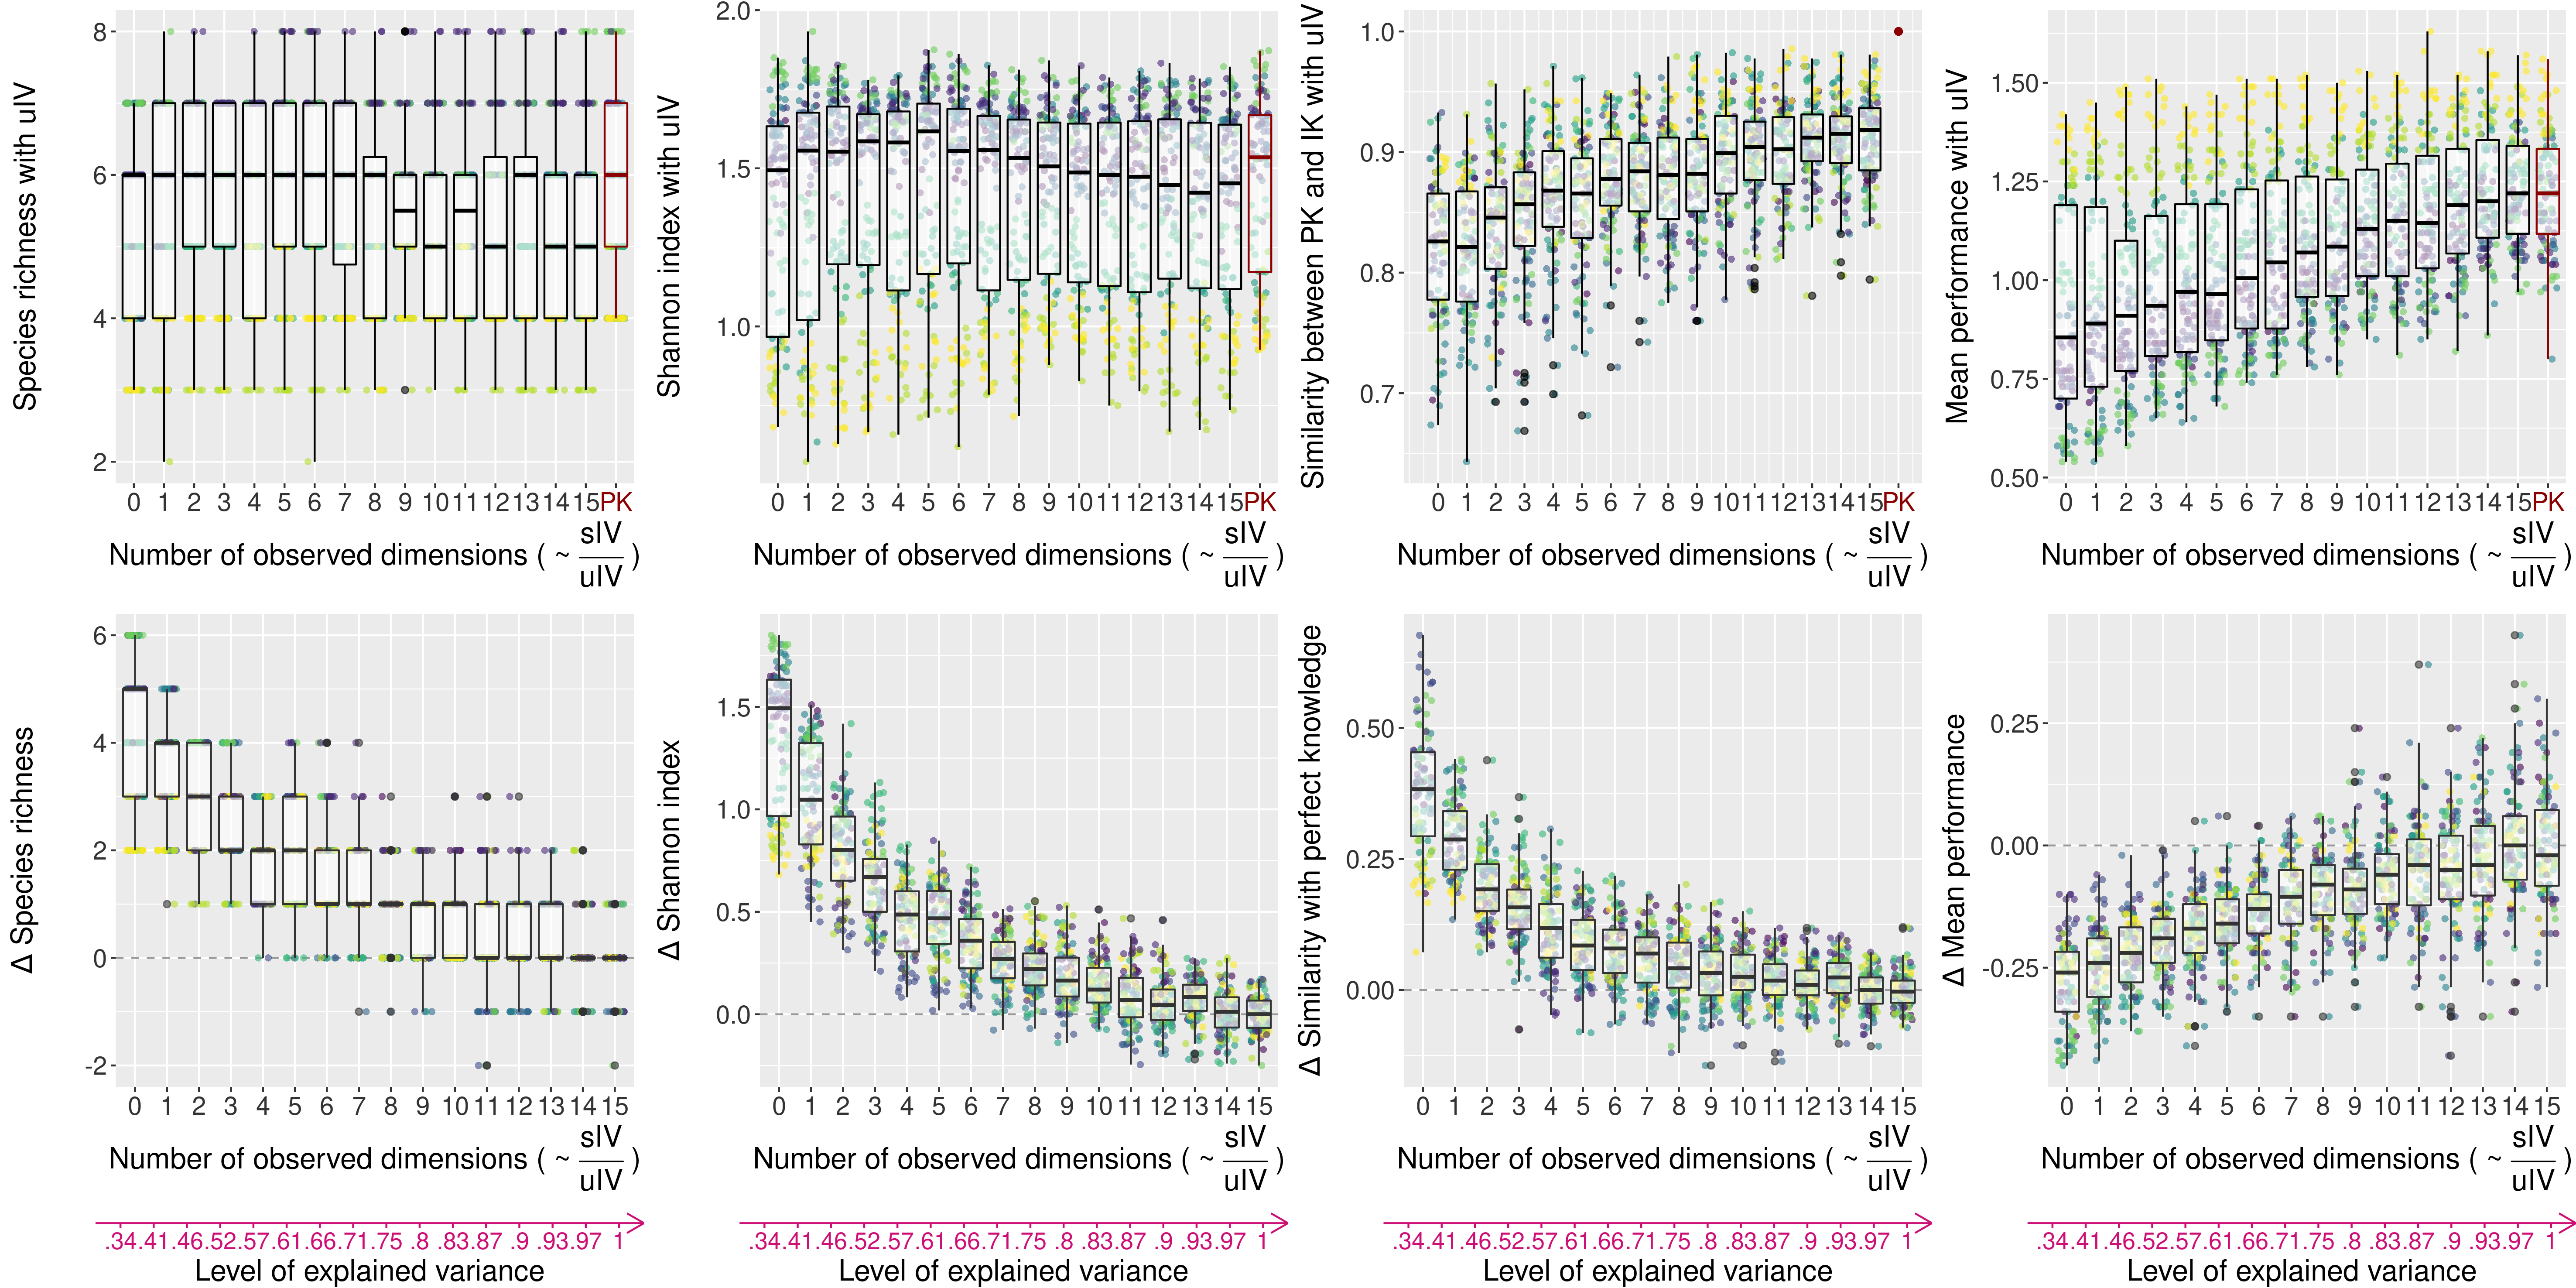 Species richness with uIV
8
6
4
2
0 1 2 3 4 5 6 7 8 9 10 11 12 13 14 15 PK
Number of observed dimensions ( ~ sIV
uIV )
Shannon index with uIV
2.0
1.5
1.0
0 1 2 3 4 5 6 7 8 9 10 11 12 13 14 15 PK
Number of observed dimensions ( ~ sIV
uIV )
Similarity between PK and IK with uIV
1.0
0.9
0.8
0.7
0 1 2 3 4 5 6 7 8 9 10 11 12 13 14 15 PK
Number of observed dimensions ( ~ sIV
uIV )
Mean performance with uIV
1.50
1.25
1.00
0.75
0.50
0 1 2 3 4 5 6 7 8 9 10 11 12 13 14 15 PK
Number of observed dimensions ( ~ sIV
uIV )
Δ Species richness
6
4
2
0
-2
0 1 2 3 4 5 6 7 8 9 10 11 12 13 14 15
Number of observed dimensions ( ~ sIV
uIV )
.34 .41 .46 .52 .57 .61 .66 .71 .75 .8 .83 .87 .9 .93 .97 1
Level of explained variance
Δ Shannon index
1.5
1.0
0.5
0.0
0 1 2 3 4 5 6 7 8 9 10 11 12 13 14 15
Number of observed dimensions ( ~ sIV
uIV )
.34 .41 .46 .52 .57 .61 .66 .71 .75 .8 .83 .87 .9 .93 .97 1
Level of explained variance
Δ Similarity with perfect knowledge
0.50
0.25
0.00
0 1 2 3 4 5 6 7 8 9 10 11 12 13 14 15
Number of observed dimensions ( ~ sIV
uIV )
.34 .41 .46 .52 .57 .61 .66 .71 .75 .8 .83 .87 .9 .93 .97 1
Level of explained variance
Δ Mean performance
0.25
0.00
-0.25
0 1 2 3 4 5 6 7 8 9 10 11 12 13 14 15
Number of observed dimensions ( ~ sIV
uIV )
.34 .41 .46 .52 .57 .61 .66 .71 .75 .8 .83 .87 .9 .93 .97 1
Level of explained variance